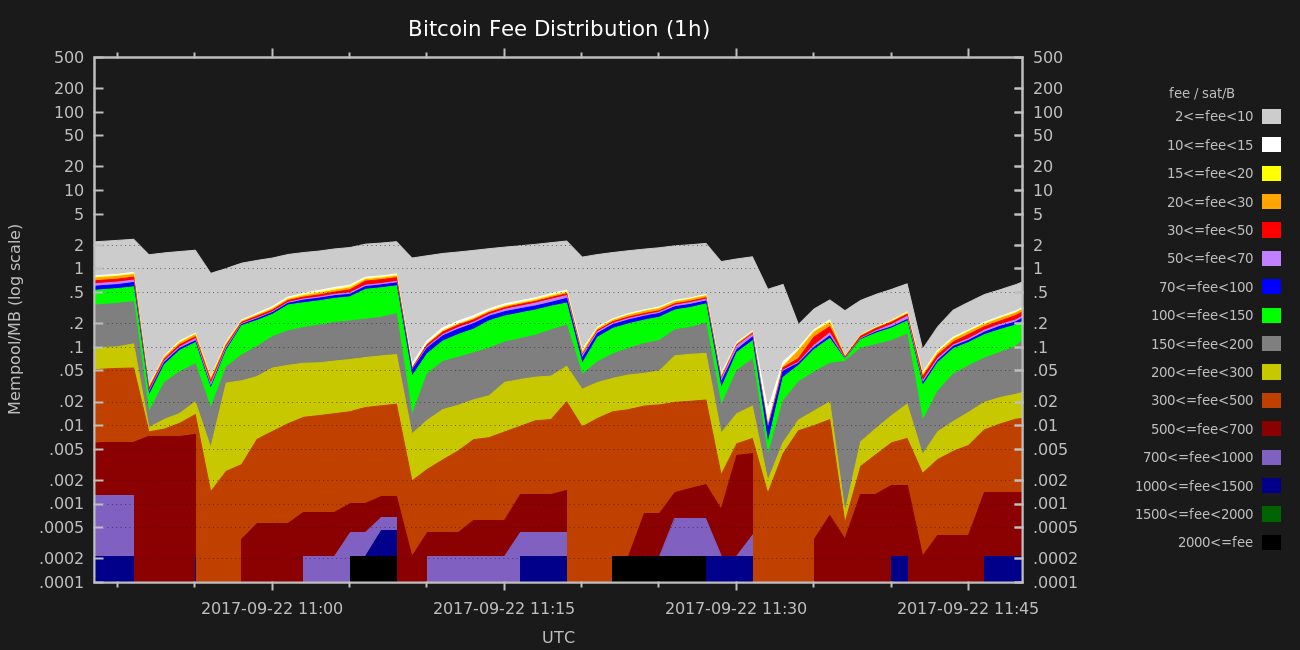 Bitcoin Fee Distribution (1h)
Mempool/MB (log scale)
500
200
100
50
20
10
5
2
1
.5
.2
.1
.05
.02
.01
.005
.002
.001
.0005
.0002
.0001
500
200
100
50
20
10
5
2
1
.5
.2
.1
.05
.02
.01
.005
.002
.001
.0005
.0002
.0001
2017-09-22 11:00 2017-09-22 11:15 2017-09-22 11:30 2017-09-22 11:45
UTC
fee / sat/B
2<=fee<10
10<=fee<15
15<=fee<20
20<=fee<30
30<=fee<50
50<=fee<70
70<=fee<100
100<=fee<150
150<=fee<200
200<=fee<300
300<=fee<500
500<=fee<700
700<=fee<1000
1000<=fee<1500
1500<=fee<2000
2000<=fee